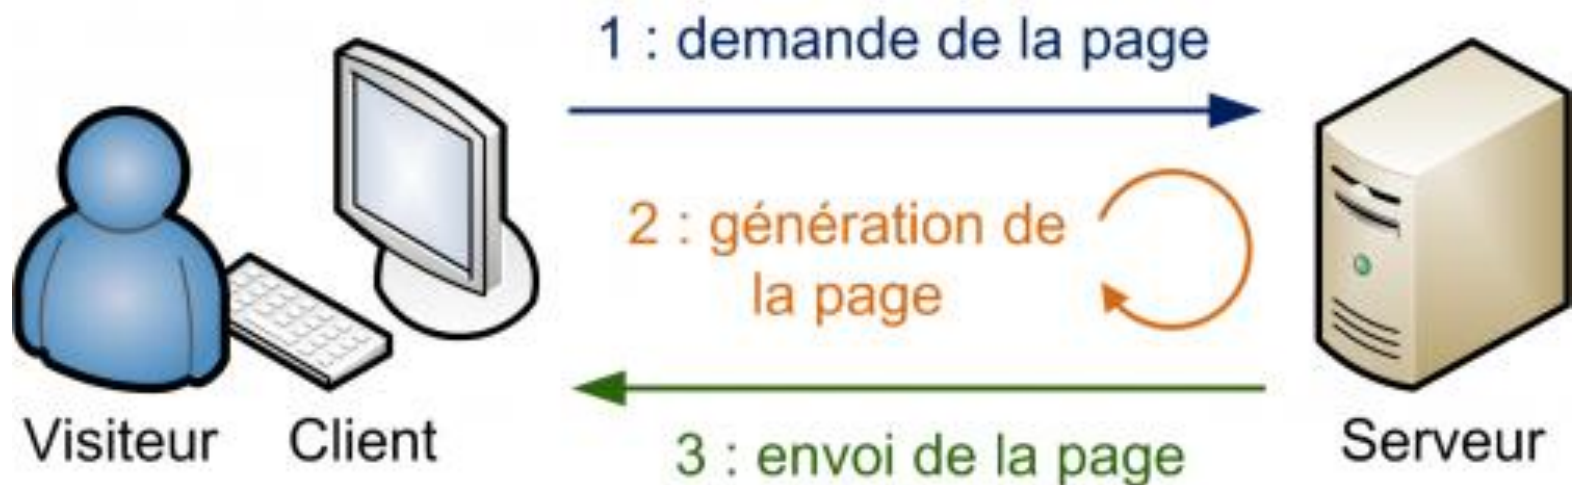 1 : demande de la page
2 : génération de
la page
3 : envoi de la page
Visiteur
Client
Serveur